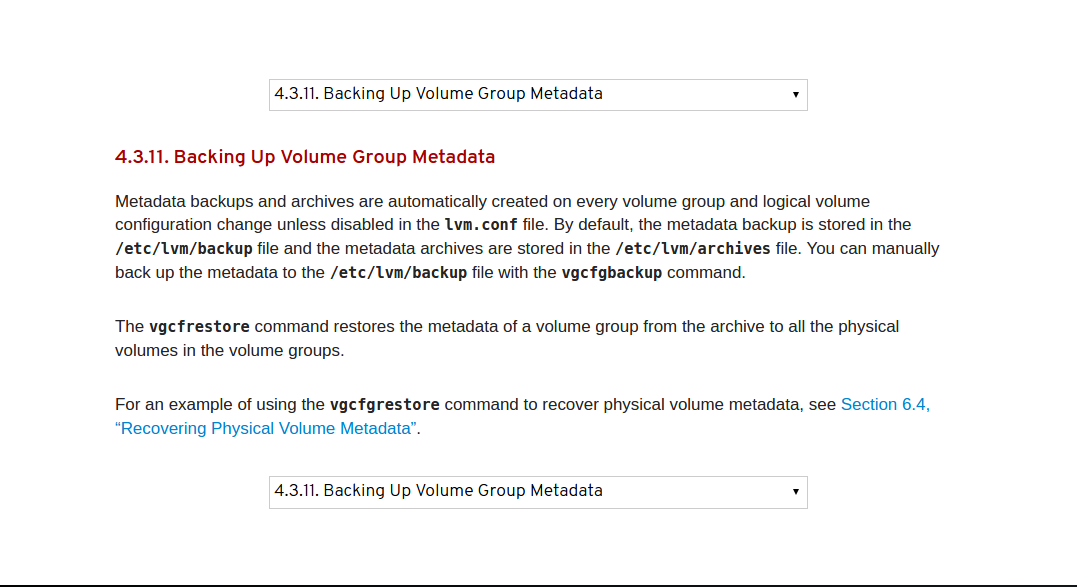 4.3.11. Backing Up Volume Group Metadata
4.3.11. Backing Up Volume Group Metadata
Metadata backups and archives are automatically created on every volume group and logical volume
configuration change unless disabled in the lvm.conf file. By default, the metadata backup is stored in the
/etc/lvm/backup file and the metadata archives are stored in the /etc/lvm/archives file. You can manually
back up the metadata to the /etc/lvm/backup file with the vgcfgbackup command.
The vgcfrestore command restores the metadata of a volume group from the archive to all the physical
volumes in the volume groups.
For an example of using the vgcfgrestore command to recover physical volume metadata, see Section 6.4,
“Recovering Physical Volume Metadata”.
4.3.11. Backing Up Volume Group Metadata